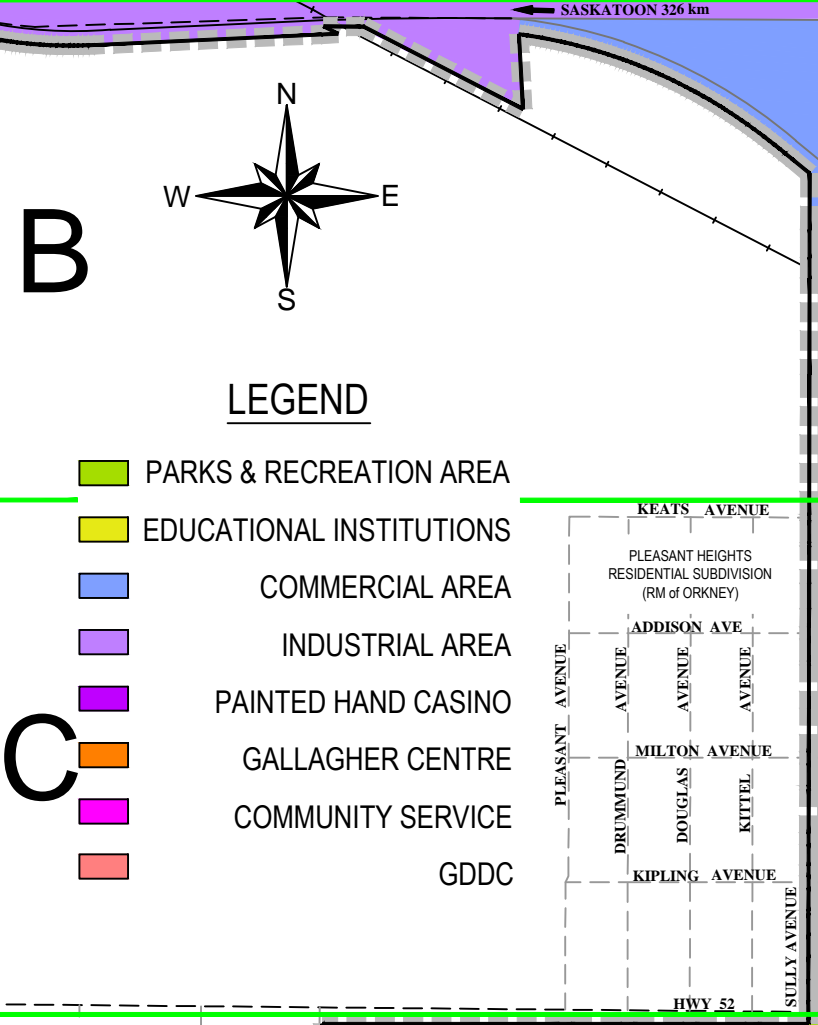 SASKATOON 326 km
N
W
E
S
B
LEGEND
PARKS & RECREATION AREA
EDUCATIONAL INSTITUTIONS
COMMERCIAL AREA
INDUSTRIAL AREA
PAINTED HAND CASINO
GALLAGHER CENTRE
COMMUNITY SERVICE
GDDC
C
KEATS AVENUE
PLEASANT HEIGHTS
RESIDENTIAL SUBDIVISION
(RM of ORKNEY)
ADDISON AVE
PLEASANT AVENUE
DRUMMUND AVENUE
DOUGLAS AVENUE
KITTEL AVENUE
MILTON AVENUE
KIPLING AVENUE
SULLY AVENUE
HWY 52